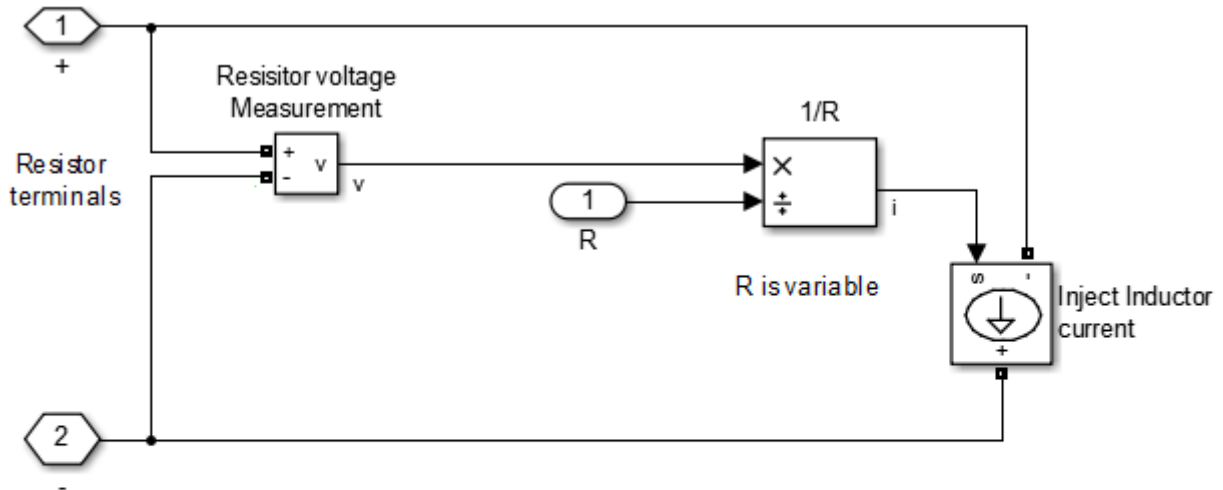 1
+
Resisitor voltage
Measurement
1/R
Resistor
terminals
+
-
v
v
×
÷
1
R
i
R is variable
s
-
+
Inject Inductor
current
2
-